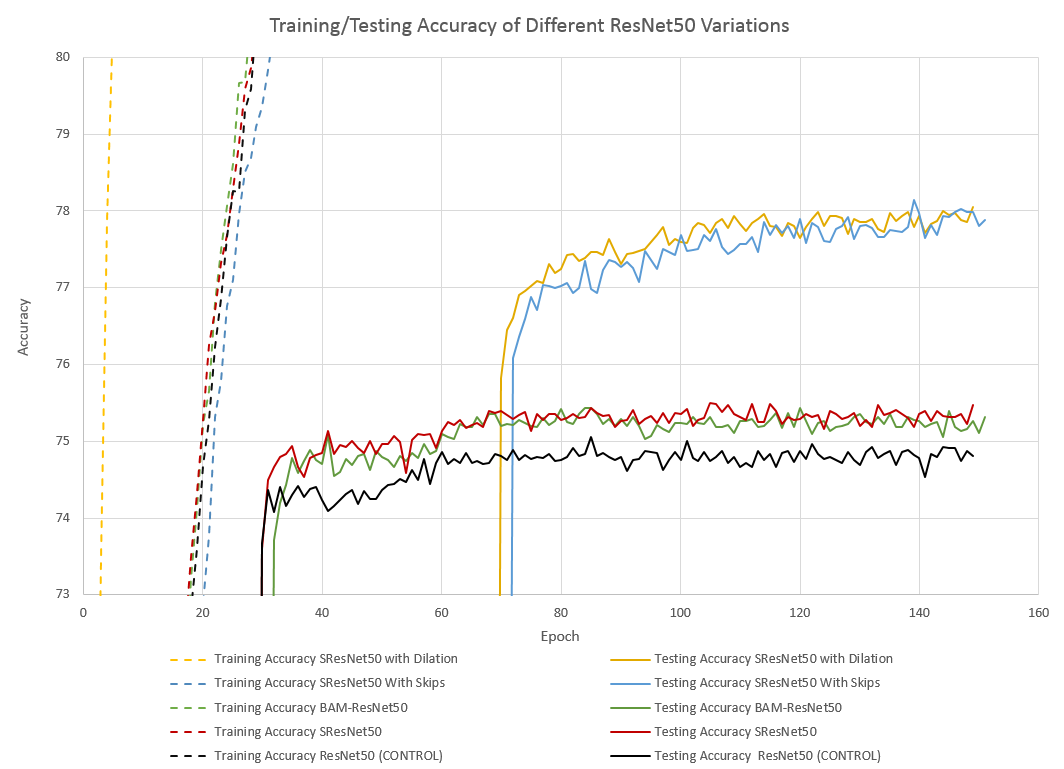 Training/Testing Accuracy of Different ResNet50 Variations
80
79
78
77
76
75
74
73
Accuracy
0 20 40 60 80 100 120 140 160
Epoch
Training Accuracy SResNet50 with Dilation Testing Accuracy SResNet50 with Dilation
Training Accuracy SResNet50 With Skips Testing Accuracy SResNet50 With Skips
Training Accuracy BAM-ResNet50 Testing Accuracy BAM-ResNet50
Training Accuracy SResNet50 Testing Accuracy SResNet50
Training Accuracy ResNet50 (CONTROL) Testing Accuracy ResNet50 (CONTROL)